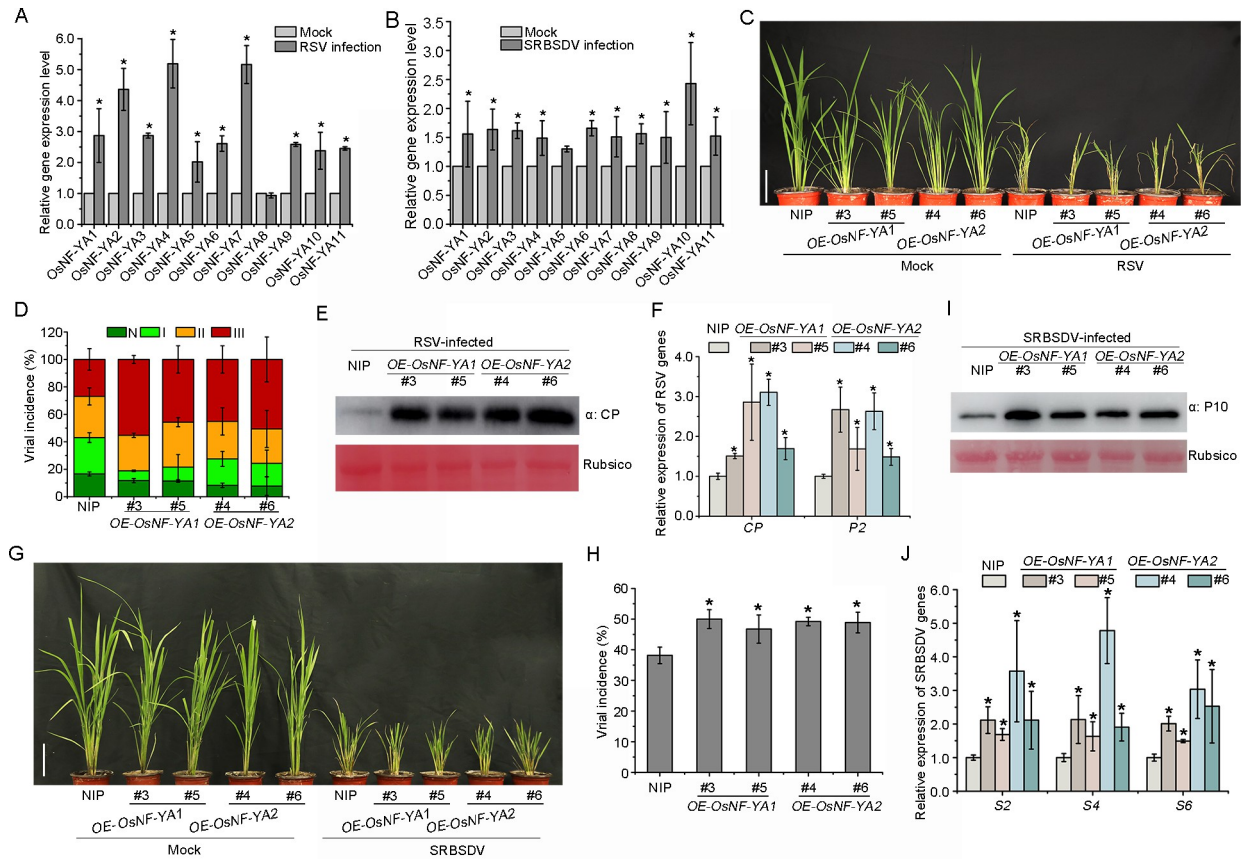 A
Relative gene expression level
6.0
5.0
4.0
3.0
2.0
1.0
0.0
Mock
RSV infection
* * * * * * * * * *
OsNF-YA1
OsNF-YA2
OsNF-YA3
OsNF-YA4
OsNF-YA5
OsNF-YA6
OsNF-YA7
OsNF-YA8
OsNF-YA9
OsNF-YA10
OsNF-YA11
B
Relative gene expression level
3.5
3.0
2.5
2.0
1.5
1.0
0.5
0.0
Mock
SRBSDV infection
* * * * * * * * * *
OsNF-YA1
OsNF-YA2
OsNF-YA3
OsNF-YA4
OsNF-YA5
OsNF-YA6
OsNF-YA7
OsNF-YA8
OsNF-YA9
OsNF-YA10
OsNF-YA11
C
NIP #3 #5 #4 #6 NIP #3 #5 #4 #6
OE-OsNF-YA1 OE-OsNF-YA2 OE-OsNF-YA1 OE-OsNF-YA2
Mock RSV
D
N I II III
Vrial incidence (%)
120
100
80
60
40
20
0
NIP #3 #5 #4 #6
OE-OsNF-YA1 OE-OsNF-YA2
E
RSV-infected
NIP OE-OsNF-YA1 OE-OsNF-YA2
#3 #5 #4 #6
α: CP
Rubsico
F
NIP OE-OsNF-YA1 OE-OsNF-YA2
#3 #5 #4 #6
Relative expression of RSV genes
4.0
3.0
2.0
1.0
0.0
* * * * * * * *
CP P2
I
SRBSDV-infected
NIP OE-OsNF-YA1 OE-OsNF-YA2
#3 #5 #4 #6
α: P10
Rubsico
G
NIP #3 #5 #4 #6 NIP #3 #5 #4 #6
OE-OsNF-YA1 OE-OsNF-YA2 OE-OsNF-YA1 OE-OsNF-YA2
Mock SRBSDV
H
Vrial incidence (%)
60
50
40
30
20
10
0
* * * *
NIP #3 #5 #4 #6
OE-OsNF-YA1 OE-OsNF-YA2
J
NIP OE-OsNF-YA1 OE-OsNF-YA2
#3 #5 #4 #6
Relative expression of SRBSDV genes
6.0
5.0
4.0
3.0
2.0
1.0
0.0
* * * * * * * * * * * *
S2 S4 S6